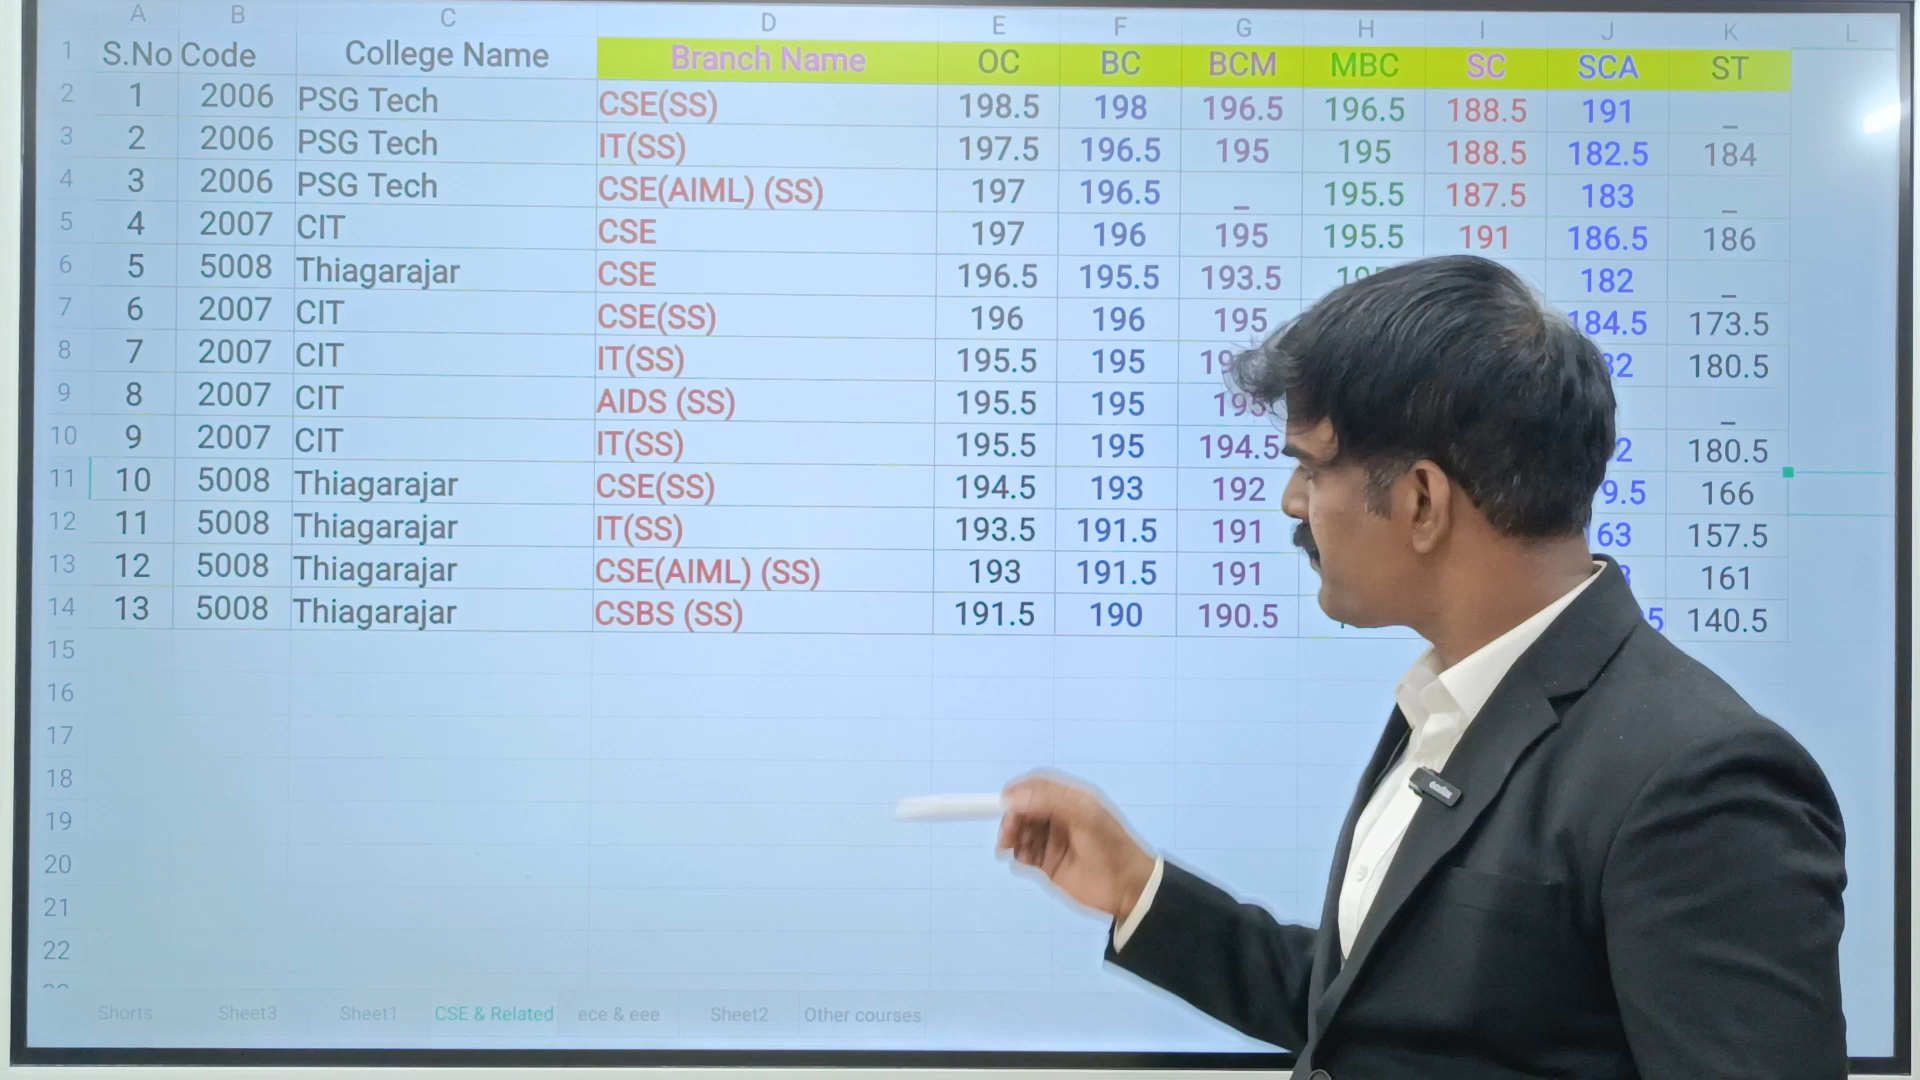 A B C D E F G H I J K L
1 S.No Code College Name Branch Name OC BC BCM MBC SC SCA ST
2 1 2006 PSG Tech CSE(SS) 198.5 198 196.5 196.5 188.5 191 _
3 2 2006 PSG Tech IT(SS) 197.5 196.5 195 195 188.5 182.5 184
4 3 2006 PSG Tech CSE(AIML) (SS) 197 196.5 _ 195.5 187.5 183 _
5 4 2007 CIT CSE 197 196 195 195.5 191 186.5 186
6 5 5008 Thiagarajar CSE 196.5 195.5 193.5 182 _
7 6 2007 CIT CSE(SS) 196 196 195 184.5 173.5
8 7 2007 CIT IT(SS) 195.5 195 180.5
9 8 2007 CIT AIDS (SS) 195.5 195 195 _
10 9 2007 CIT IT(SS) 195.5 195 194.5 180.5
11 10 5008 Thiagarajar CSE(SS) 194.5 193 192 166
12 11 5008 Thiagarajar IT(SS) 193.5 191.5 191 157.5
13 12 5008 Thiagarajar CSE(AIML) (SS) 193 191.5 191 161
14 13 5008 Thiagarajar CSBS (SS) 191.5 190 190.5 140.5
15
16
17
18
19
20
21
22
Shorts Sheet3 Sheet1 CSE & Related ece & eee Sheet2 Other courses
Godox